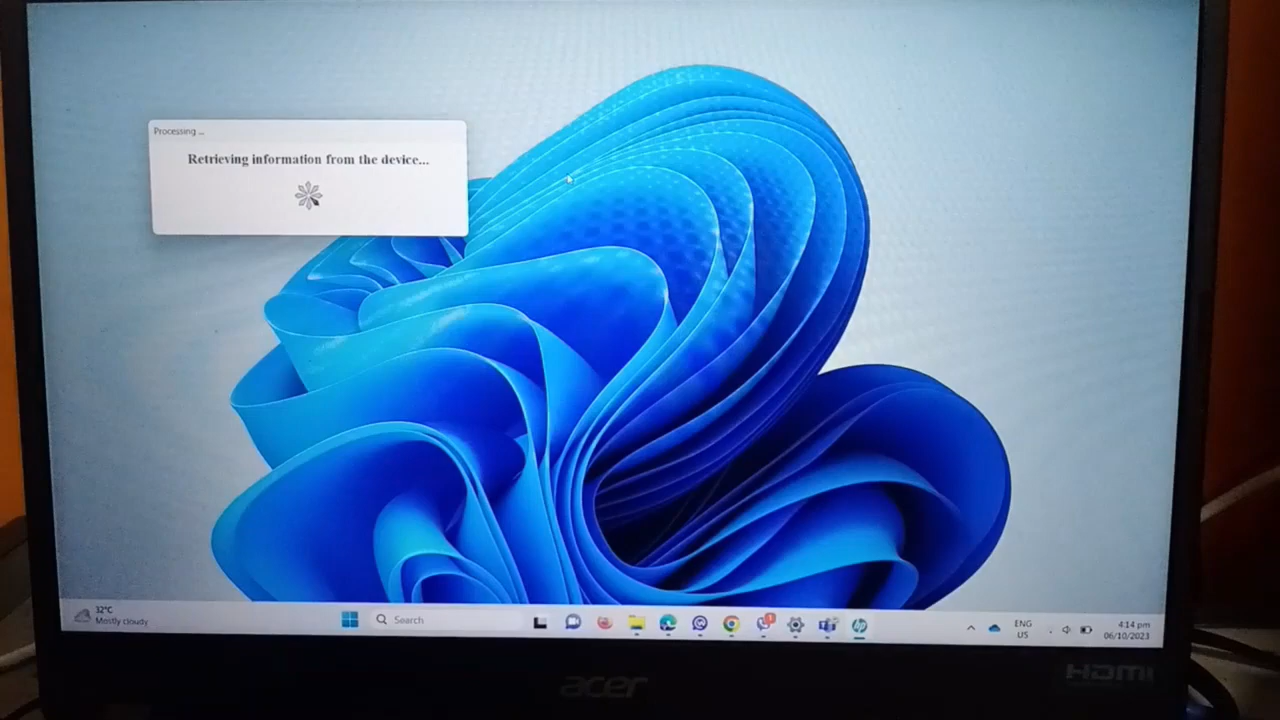 Processing ...
Retrieving information from the device...
32°C
Mostly cloudy
Search
ENG
US
4:14 pm
06/10/2023
acer
HDMI
hp